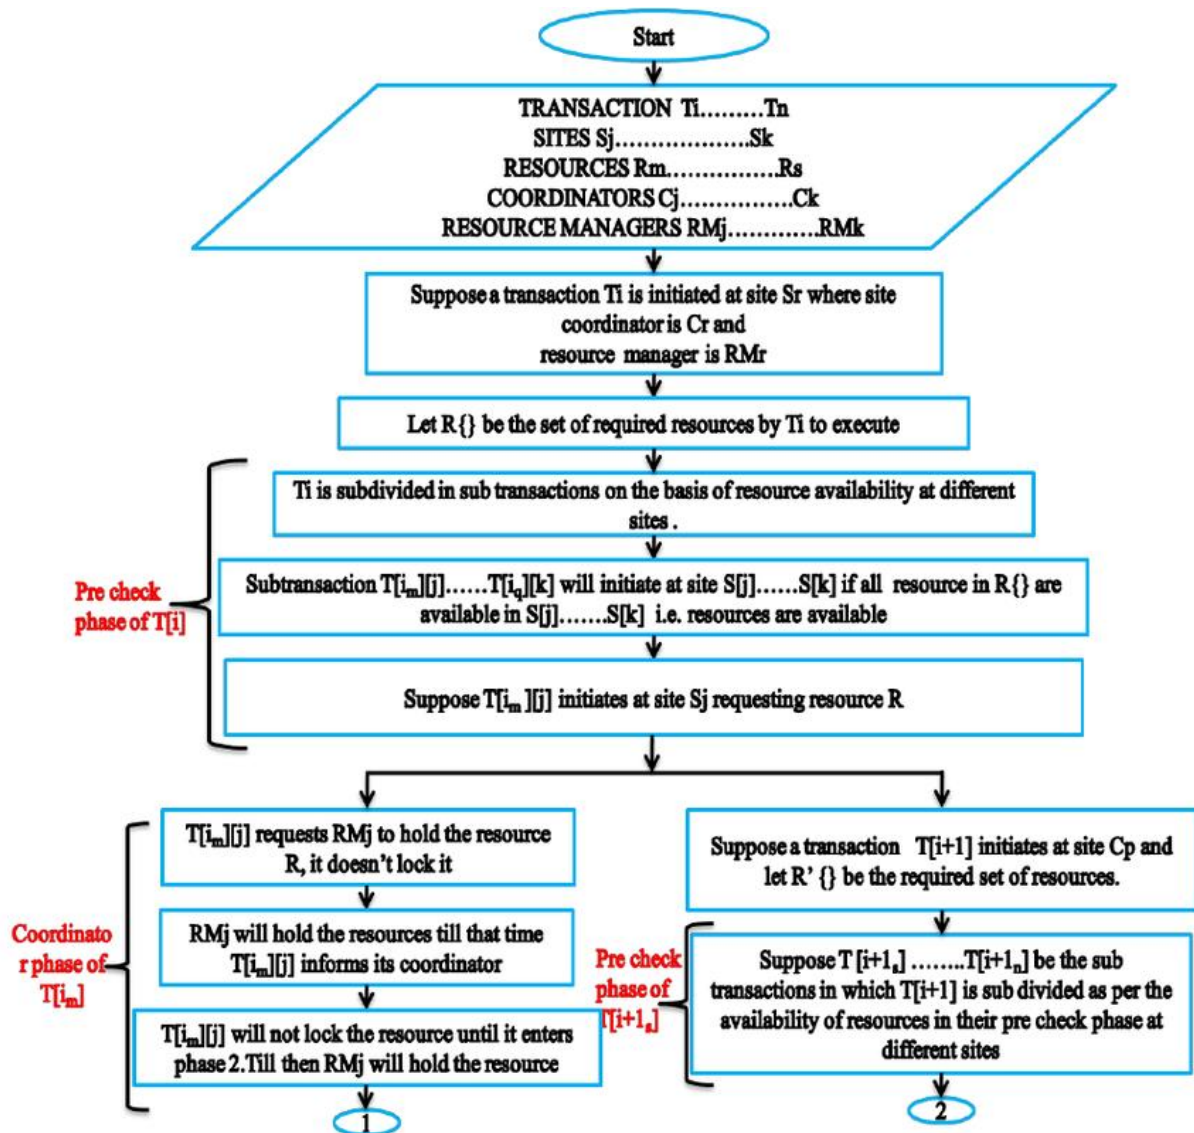 Start
TRANSACTION Ti.........Tn
SITES Sj....................Sk
RESOURCES Rm.................Rs
COORDINATORS Cj.................Ck
RESOURCE MANAGERS RMj.............RMk
Suppose a transaction Ti is initiated at site Sr where site
coordinator is Cr and
resource manager is RMr
Let R{} be the set of required resources by Ti to execute
Ti is subdivided in sub transactions on the basis of resource availability at different
sites .
Pre check
phase of T[i]
Subtransaction T[iₘ][j]......T[i_q][k] will initiate at site S[j]......S[k] if all resource in R{} are
available in S[j].......S[k] i.e. resources are available
Suppose T[iₘ][j] initiates at site Sj requesting resource R
Coordinato
r phase of
T[iₘ]
T[iₘ][j] requests RMj to hold the resource
R, it doesn't lock it
RMj will hold the resources till that time
T[iₘ][j] informs its coordinator
T[iₘ][j] will not lock the resource until it enters
phase 2.Till then RMj will hold the resource
1
Suppose a transaction T[i+1] initiates at site Cp and
let R' {} be the required set of resources.
Pre check
phase of
T[i+1ₛ]
Suppose T [i+1ₛ] ........T[i+1ₙ] be the sub
transactions in which T[i+1] is sub divided as per the
availability of resources in their pre check phase at
different sites
2